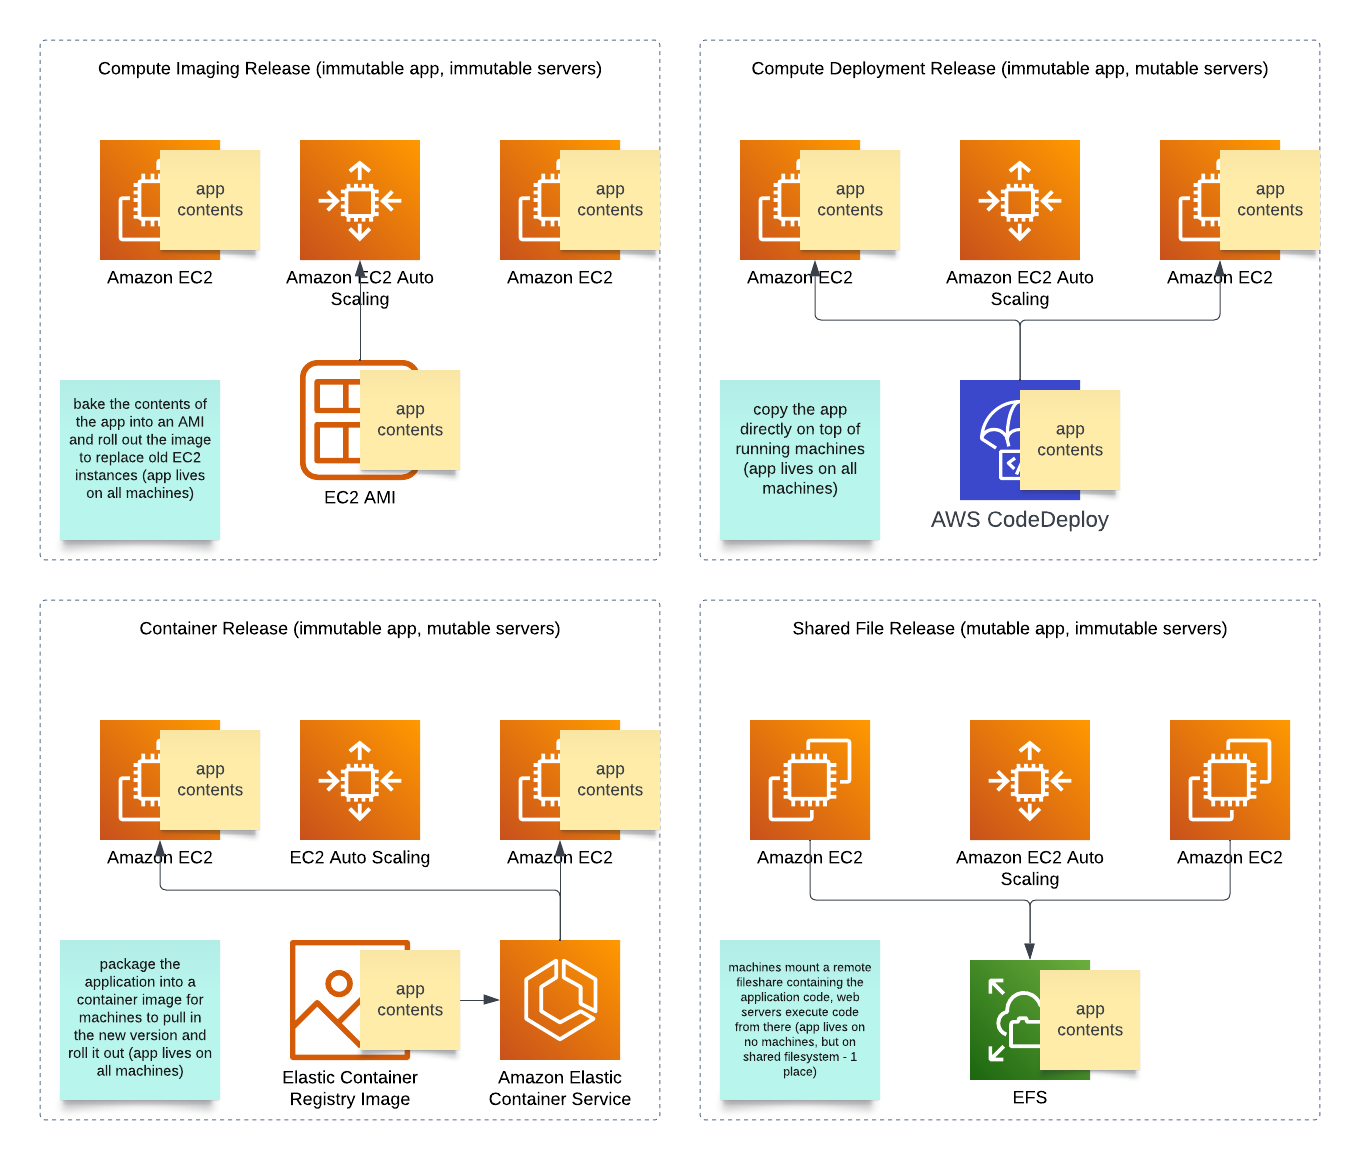 Compute Imaging Release (immutable app, immutable servers)
app
contents
app
contents
Amazon EC2
Amazon EC2 Auto
Scaling
Amazon EC2
bake the contents of
the app into an AMI
and roll out the image
to replace old EC2
instances (app lives
on all machines)
app
contents
EC2 AMI
Compute Deployment Release (immutable app, mutable servers)
app
contents
app
contents
Amazon EC2
Amazon EC2 Auto
Scaling
Amazon EC2
copy the app
directly on top of
running machines
(app lives on all
machines)
app
contents
AWS CodeDeploy
Container Release (immutable app, mutable servers)
app
contents
app
contents
Amazon EC2
EC2 Auto Scaling
Amazon EC2
package the
application into a
container image for
machines to pull in
the new version and
roll it out (app lives on
all machines)
app
contents
Elastic Container
Registry Image
Amazon Elastic
Container Service
Shared File Release (mutable app, immutable servers)
Amazon EC2
Amazon EC2 Auto
Scaling
Amazon EC2
machines mount a remote
fileshare containing the
application code, web
servers execute code
from there (app lives on
no machines, but on
shared filesystem - 1
place)
app
contents
EFS